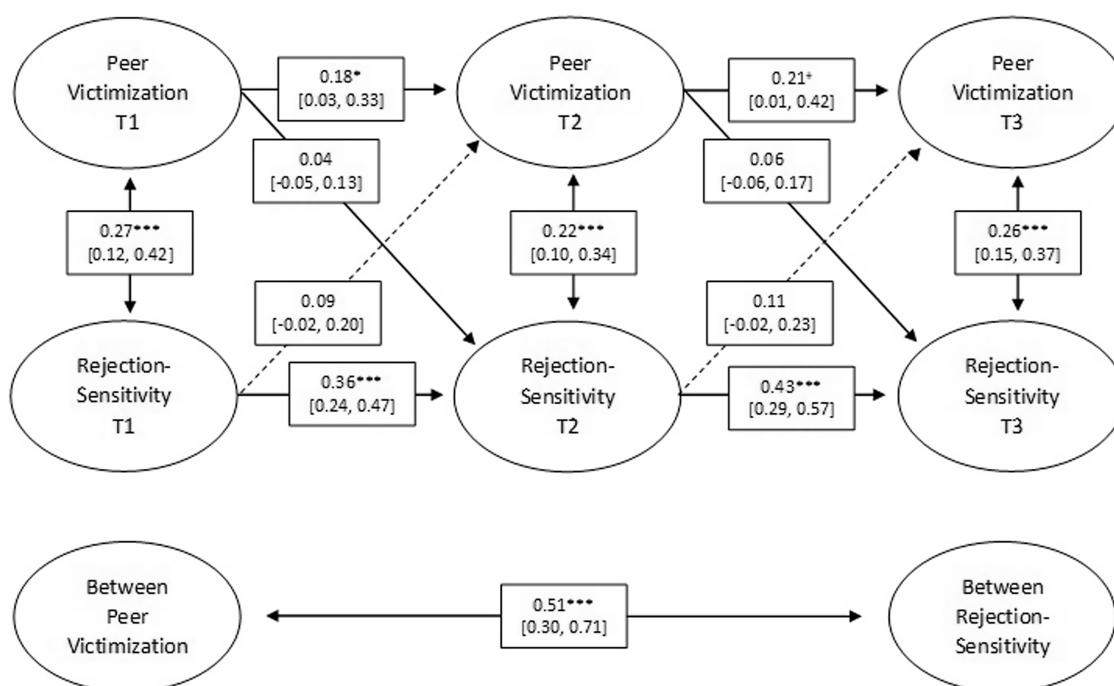 Peer
Victimization
T1
0.18*
[0.03, 0.33]
Peer
Victimization
T2
0.21*
[0.01, 0.42]
Peer
Victimization
T3
0.04
[-0.05, 0.13]
0.06
[-0.06, 0.17]
0.27***
[0.12, 0.42]
0.22***
[0.10, 0.34]
0.26***
[0.15, 0.37]
0.09
[-0.02, 0.20]
0.11
[-0.02, 0.23]
Rejection-
Sensitivity
T1
0.36***
[0.24, 0.47]
Rejection-
Sensitivity
T2
0.43***
[0.29, 0.57]
Rejection-
Sensitivity
T3
Between
Peer
Victimization
0.51***
[0.30, 0.71]
Between
Rejection-
Sensitivity